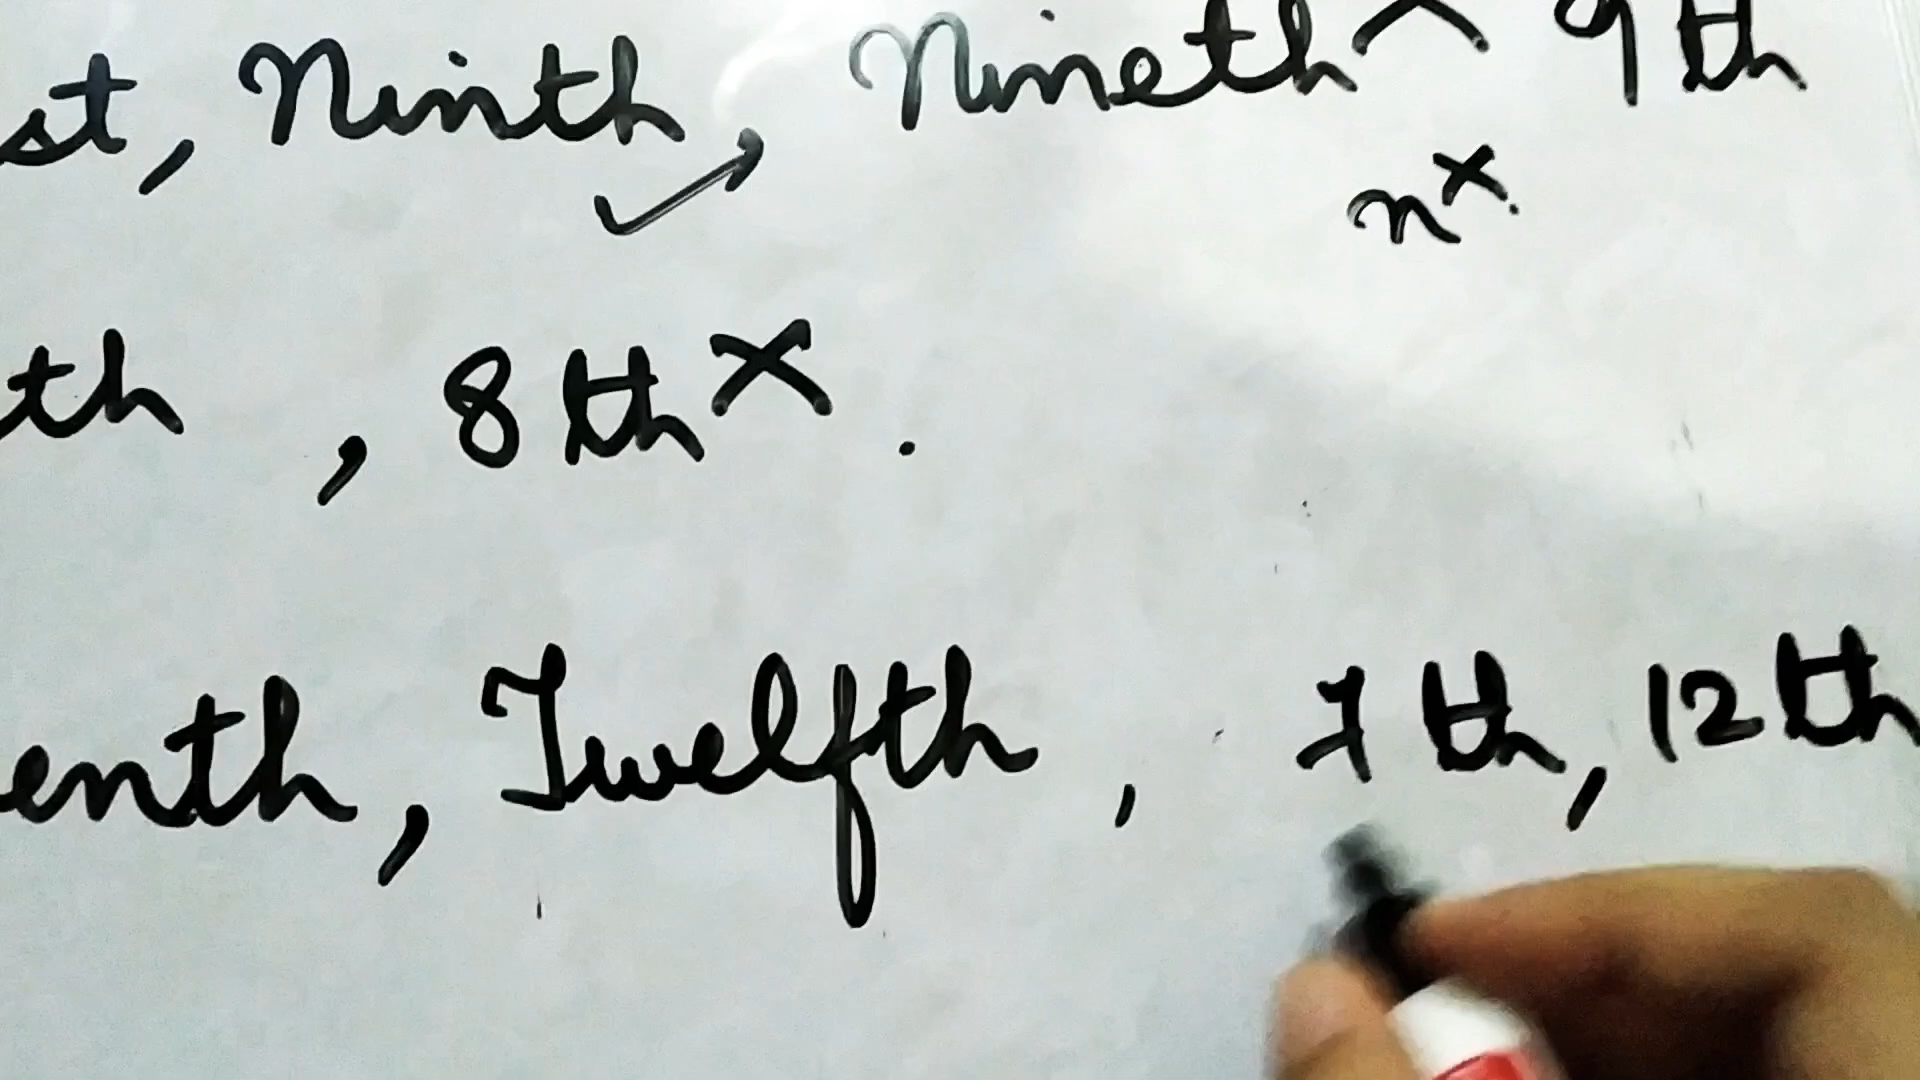 st, Ninth, Nineth x 9th
n x.
th, 8th x.
enth, Twelfth, 7th, 12th